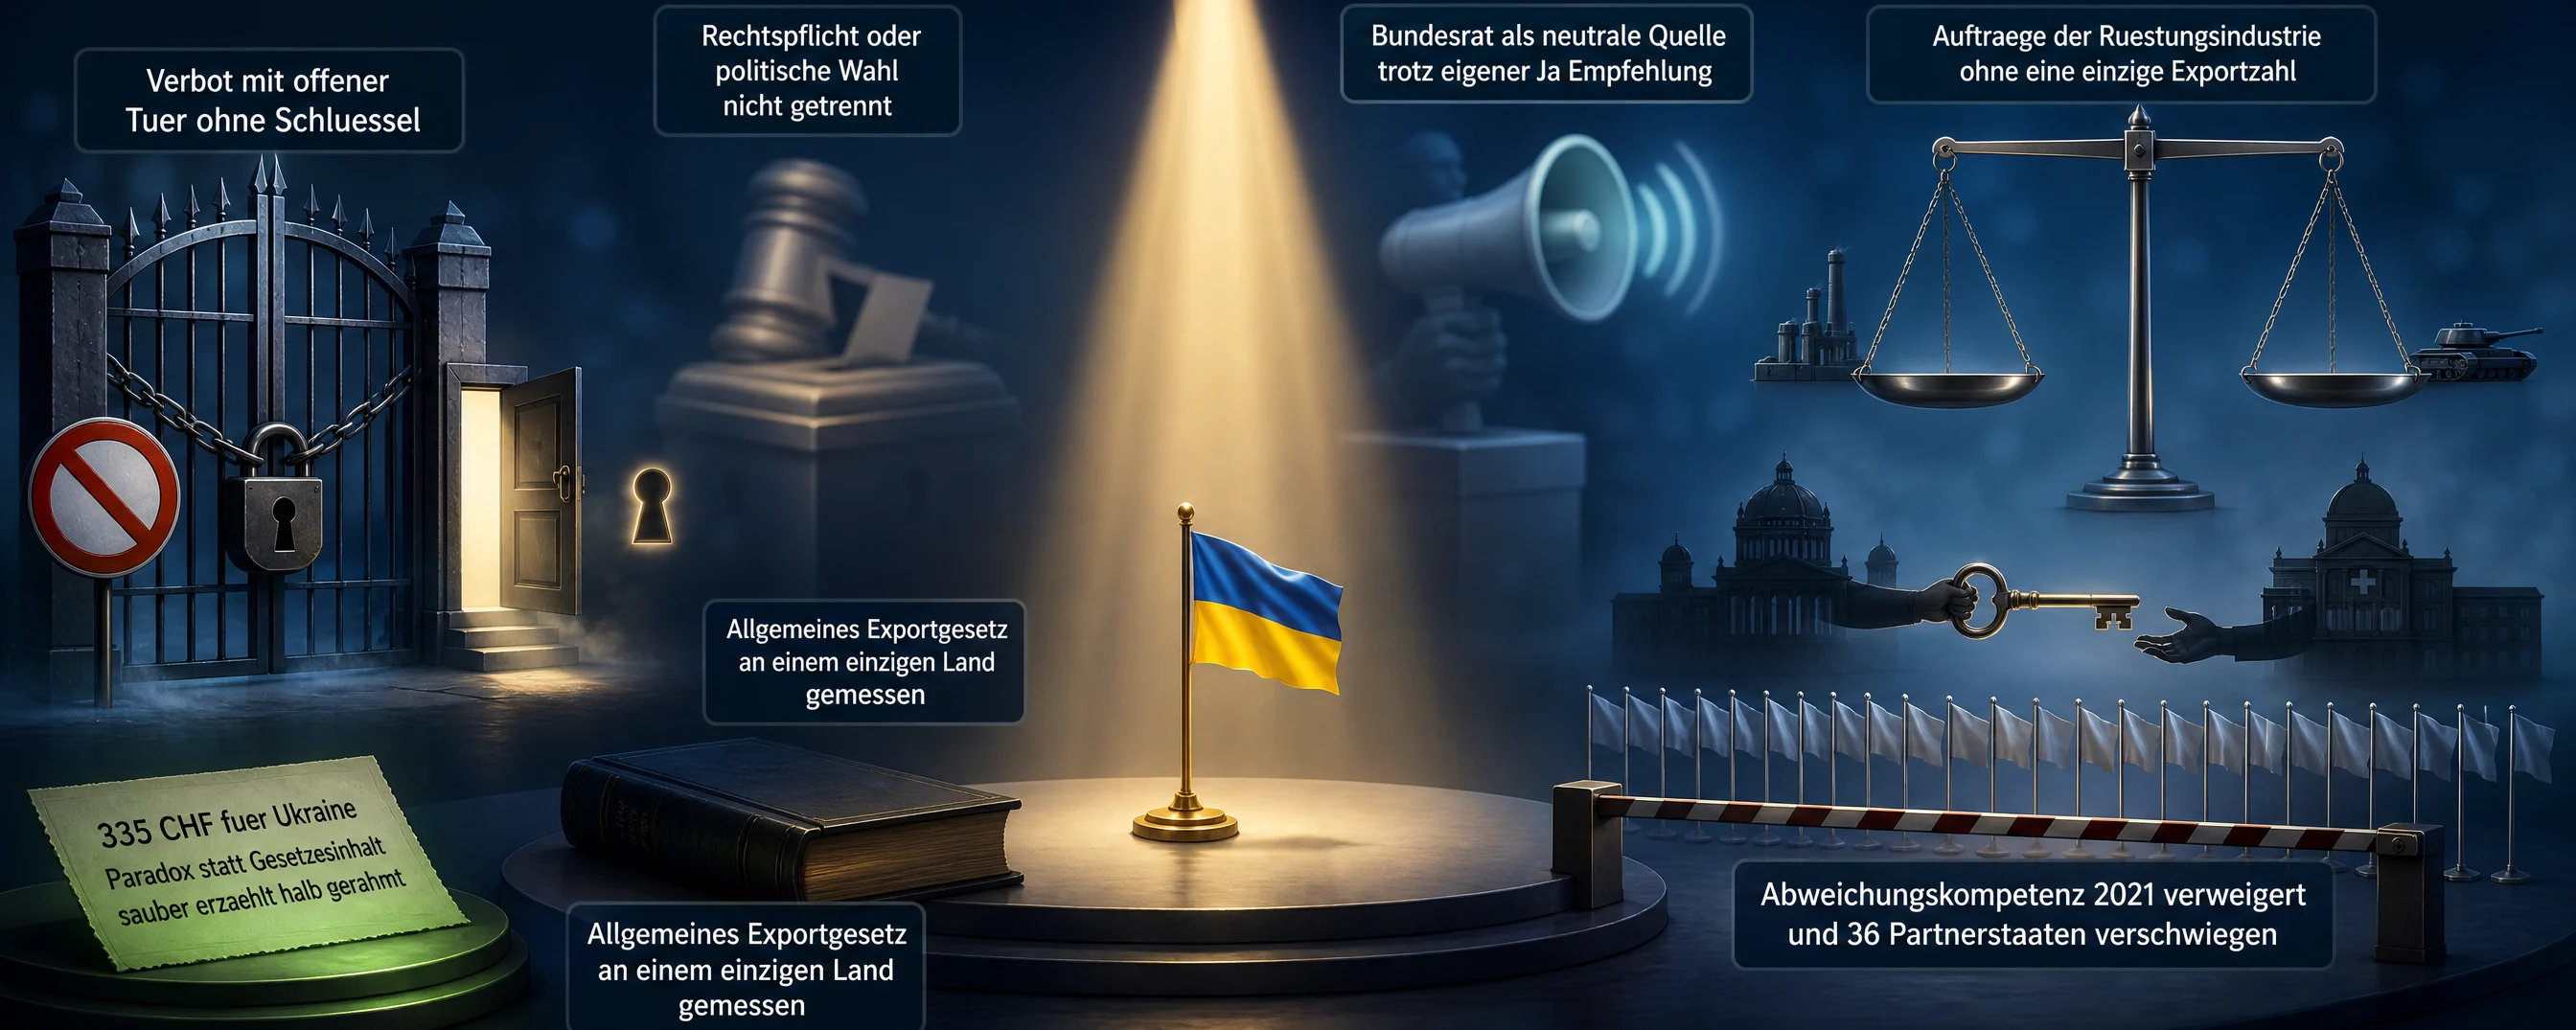 Verbot mit offener
Tuer ohne Schluessel
Rechtspflicht oder
politische Wahl
nicht getrennt
Bundesrat als neutrale Quelle
trotz eigener Ja Empfehlung
Auftraege der Ruestungsindustrie
ohne eine einzige Exportzahl
Allgemeines Exportgesetz
an einem einzigen Land
gemessen
335 CHF fuer Ukraine
Paradox statt Gesetzesinhalt
sauber erzaehlt halb gerahmt
Allgemeines Exportgesetz
an einem einzigen Land
gemessen
Abweichungskompetenz 2021 verweigert
und 36 Partnerstaaten verschwiegen